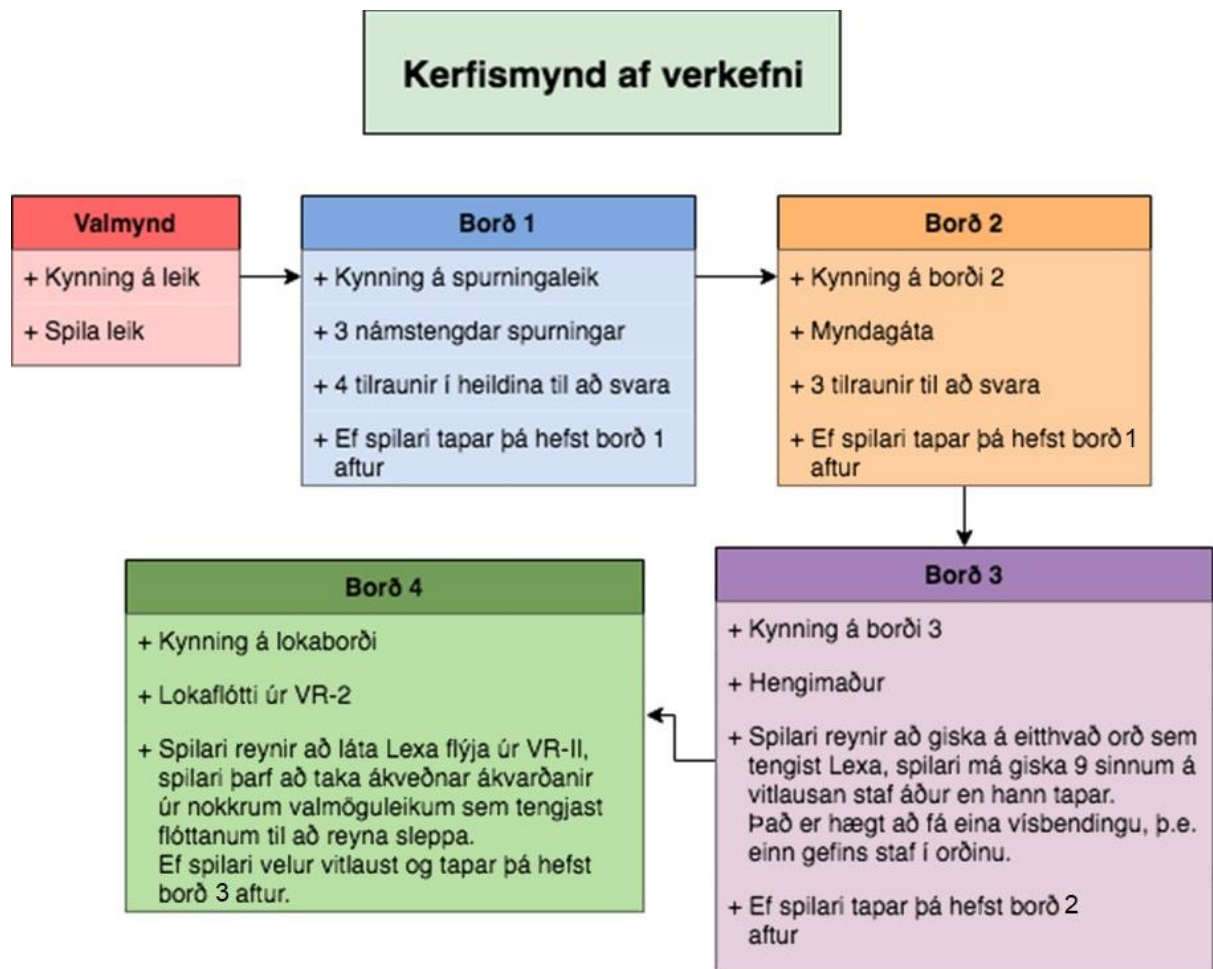 Kerfismynd af verkefni
Valmynd
+ Kynning á leik
+ Spila leik
Borð 1
+ Kynning á spurningaleik
+ 3 námstengdar spurningar
+ 4 tilraunir í heildina til að svara
+ Ef spilari tapar þá hefst borð 1
aftur
Borð 2
+ Kynning á borði 2
+ Myndagáta
+ 3 tilraunir til að svara
+ Ef spilari tapar þá hefst borð 1
aftur
Borð 3
+ Kynning á borði 3
+ Hengimaður
+ Spilari reynir að giska á eitthvað orð sem
tengist Lexa, spilari má giska 9 sinnum á
vitlausan staf áður en hann tapar.
Það er hægt að fá eina vísbendingu, þ.e.
einn gefins staf í orðinu.
+ Ef spilari tapar þá hefst borð 2
aftur
Borð 4
+ Kynning á lokaborði
+ Lokaflótti úr VR-2
+ Spilari reynir að láta Lexa flýja úr VR-II,
spilari þarf að taka ákveðnar ákvarðanir
úr nokkrum valmöguleikum sem tengjast
flóttanum til að reyna sleppa.
Ef spilari velur vitlaust og tapar þá hefst
borð 3 aftur.